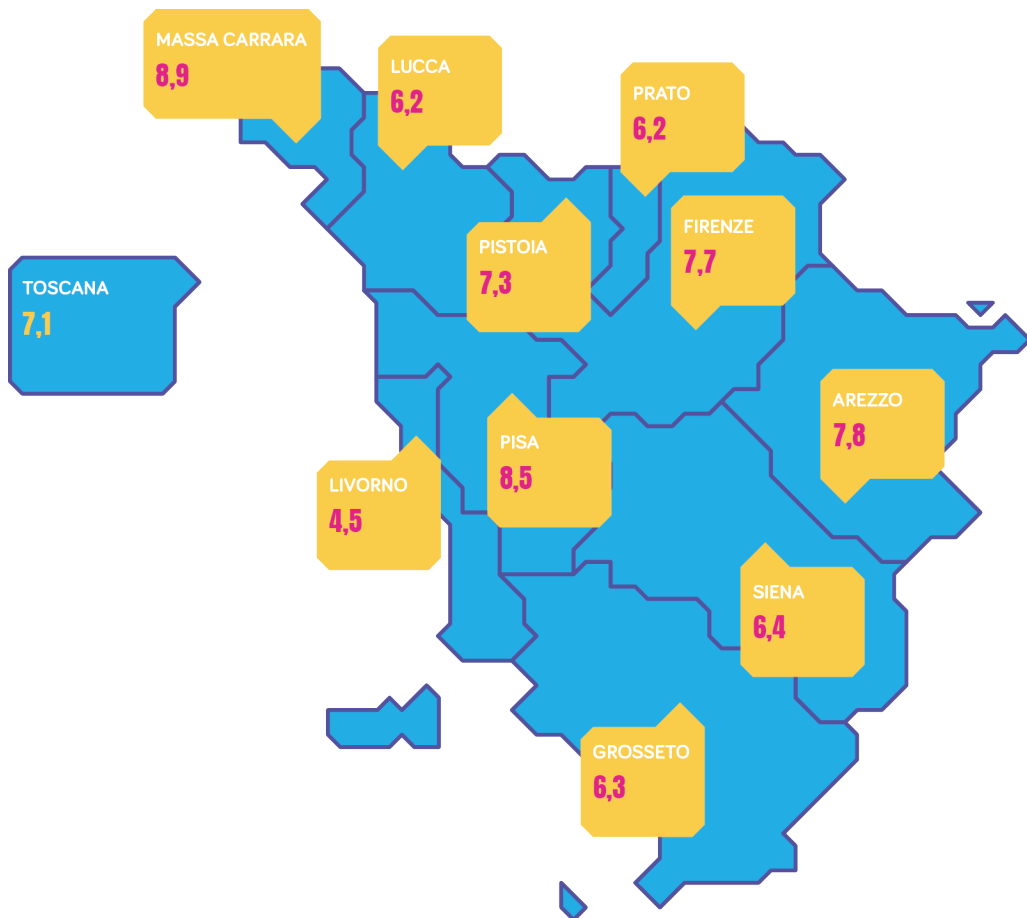 MASSA CARRARA
8,9
LUCCA
6,2
PRATO
6,2
FIRENZE
7,7
PISTOIA
7,3
TOSCANA
7,1
AREZZO
7,8
PISA
8,5
LIVORNO
4,5
SIENA
6,4
GROSSETO
6,3